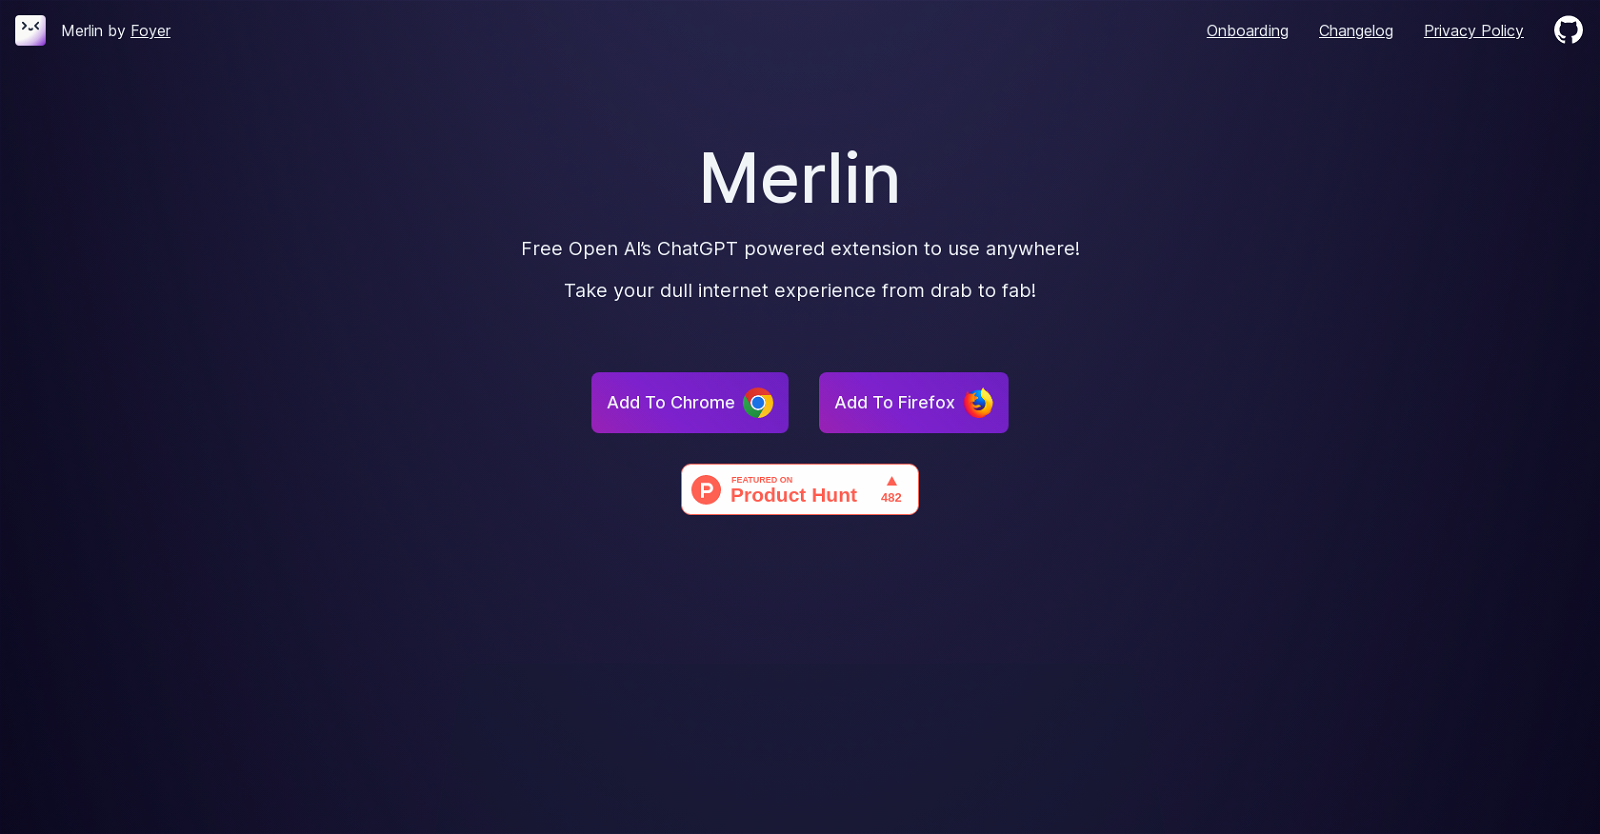 Merlin by Foyer
Onboarding
Changelog
Privacy Policy
Merlin
Free Open AI's ChatGPT powered extension to use anywhere!
Take your dull internet experience from drab to fab!
Add To Chrome
Add To Firefox
P
FEATURED ON
Product Hunt
▲
482